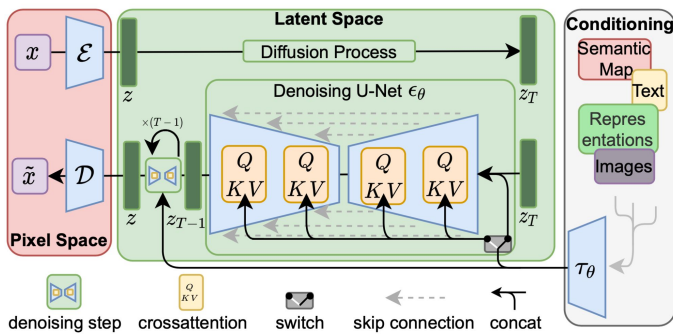 Latent Space
Conditioning
x
ℰ
z
Diffusion Process
z_T
Semantic
Map
Text
Repres
entations
Images
Denoising U-Net ϵ_θ
×(T−1)
x̃
𝒟
z
z_{T−1}
Q
KV
Q
KV
Q
KV
Q
KV
z_T
τ_θ
Pixel Space
denoising step
Q
KV
crossattention
switch
skip connection
concat